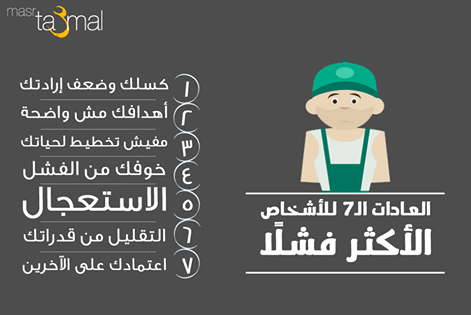 masr
ta3mal
١ كسلك وضعف إرادتك
٢ أهدافك مش واضحة
٣ مفيش تخطيط لحياتك
٤ خوفك من الفشل
٥ الاستعجال
٦ التقليل من قدراتك
٧ اعتمادك على الآخرين
العادات الـ7 للأشخاص
الأكثر فشلًا